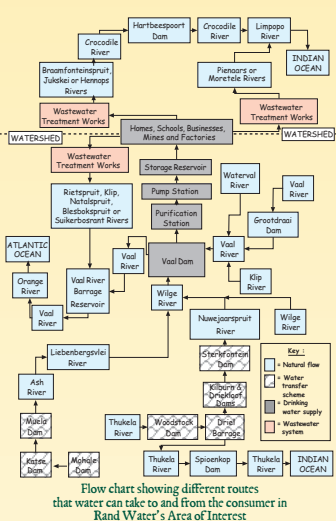 Hartbeespoort
Dam
Crocodile
River
Limpopo
River
Crocodile
River
INDIAN
OCEAN
Braamfonteinspruit,
Jukskei or Hennops
Rivers
Pienaars or
Moretele Rivers
Wastewater
Treatment Works
Wastewater
Treatment Works
Homes, Schools, Businesses,
Mines and Factories
WATERSHED
WATERSHED
Wastewater
Treatment Works
Storage Reservoir
Pump Station
Purification
Station
Waterval
River
Vaal
River
Rietspruit, Klip,
Natalspruit,
Blesbokspruit or
Suikerbosrant Rivers
Grootdraai
Dam
ATLANTIC
OCEAN
Vaal
River
Vaal Dam
Vaal
River
Orange
River
Vaal River
Barrage
Reservoir
Klip
River
Vaal
River
Wilge
River
Nuwejaarspruit
River
Wilge
River
Liebenbergsvlei
River
Sterkfontein
Dam
Key :
= Natural flow
= Water
transfer
scheme
= Drinking
water supply
= Wastewater
system
Ash
River
Kilburn &
Driekloof
Dams
Muela
Dam
Thukela
River
Woodstock
Dam
Driel
Barrage
Katse
Dam
Mohale
Dam
Thukela
River
Spioenkop
Dam
Thukela
River
INDIAN
OCEAN
Flow chart showing different routes
that water can take to and from the consumer in
Rand Water's Area of Interest